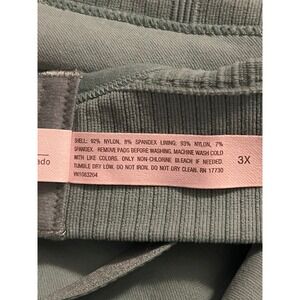 SHELL: 92% NYLON, 8% SPANDEX LINING: 93% NYLON, 7%
SPANDEX. REMOVE PADS BEFORE WASHING. MACHINE WASH COLD
WITH LIKE COLORS. ONLY NON-CHLORINE BLEACH IF NEEDED.
TUMBLE DRY LOW. DO NOT IRON. DO NOT DRY CLEAN. RN 17730
3X
ado